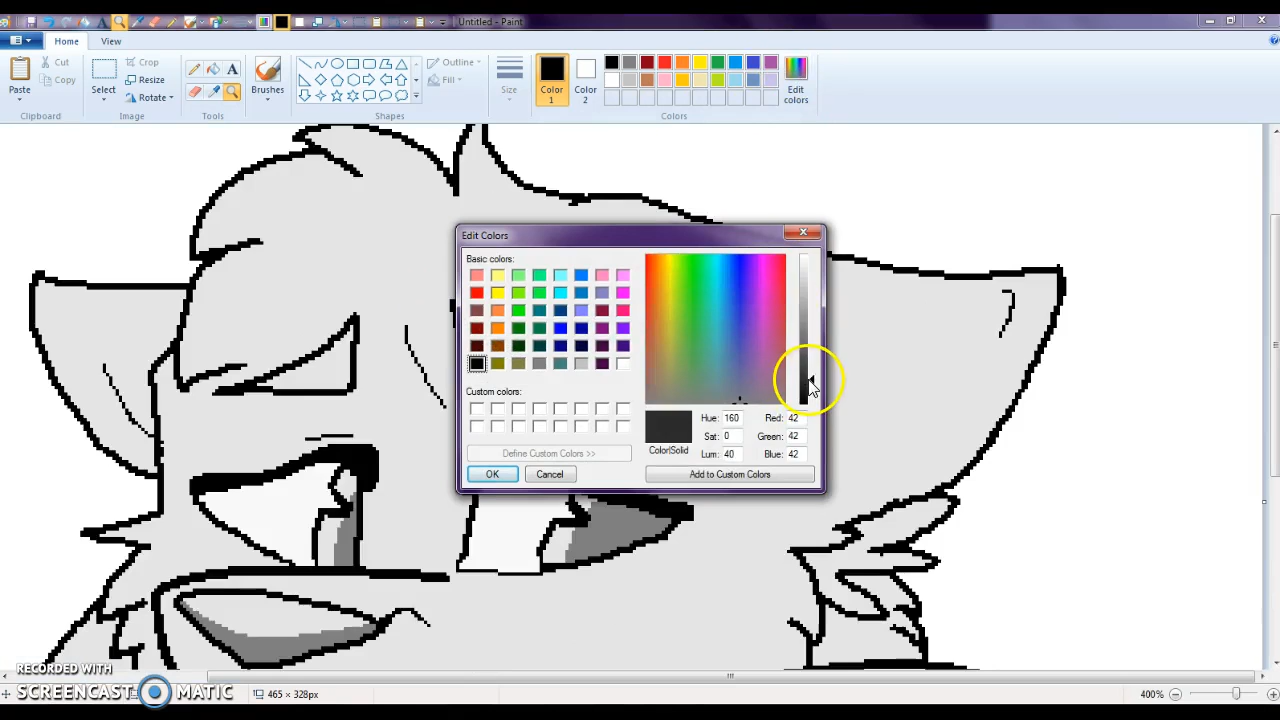 Untitled - Paint
Home View
Cut
Copy
Paste
Clipboard
Crop
Resize
Rotate
Select
Image
Tools
Brushes
Shapes
Outline
Fill
Size
Color 1
Color 2
Edit colors
Colors
Edit Colors
Basic colors:
Custom colors:
Define Custom Colors >>
OK Cancel
Color|Solid
Hue: 160 Red: 42
Sat: 0 Green: 42
Lum: 40 Blue: 42
Add to Custom Colors
RECORDED WITH
SCREENCAST MATIC
465 × 328px
400%